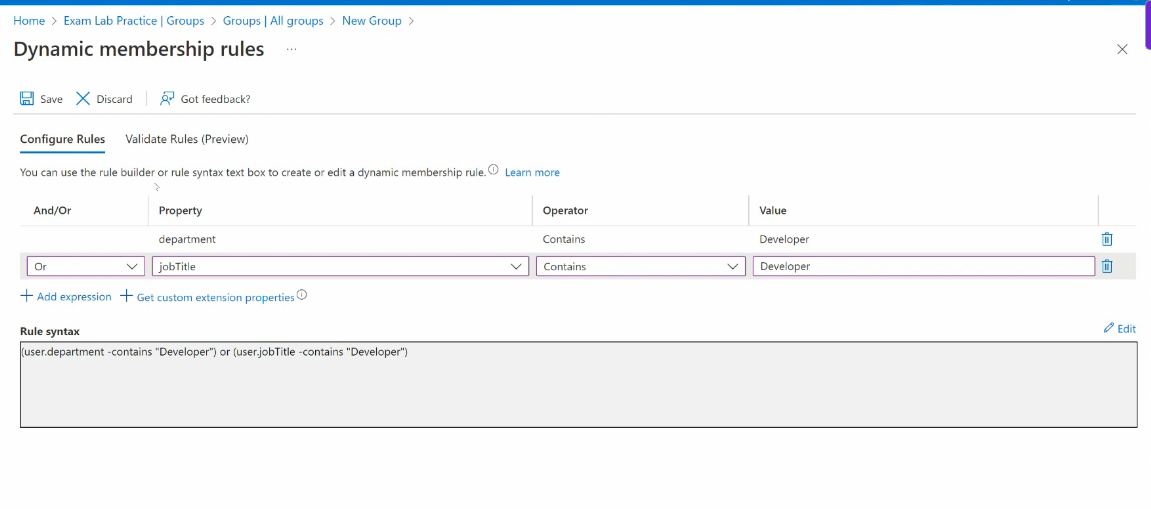 Home > Exam Lab Practice | Groups > Groups | All groups > New Group >
Dynamic membership rules ...
Save Discard Got feedback?
Configure Rules Validate Rules (Preview)
You can use the rule builder or rule syntax text box to create or edit a dynamic membership rule. Learn more
And/Or Property Operator Value
department Contains Developer
Or jobTitle Contains Developer
+ Add expression + Get custom extension properties
Rule syntax Edit
(user.department -contains "Developer") or (user.jobTitle -contains "Developer")